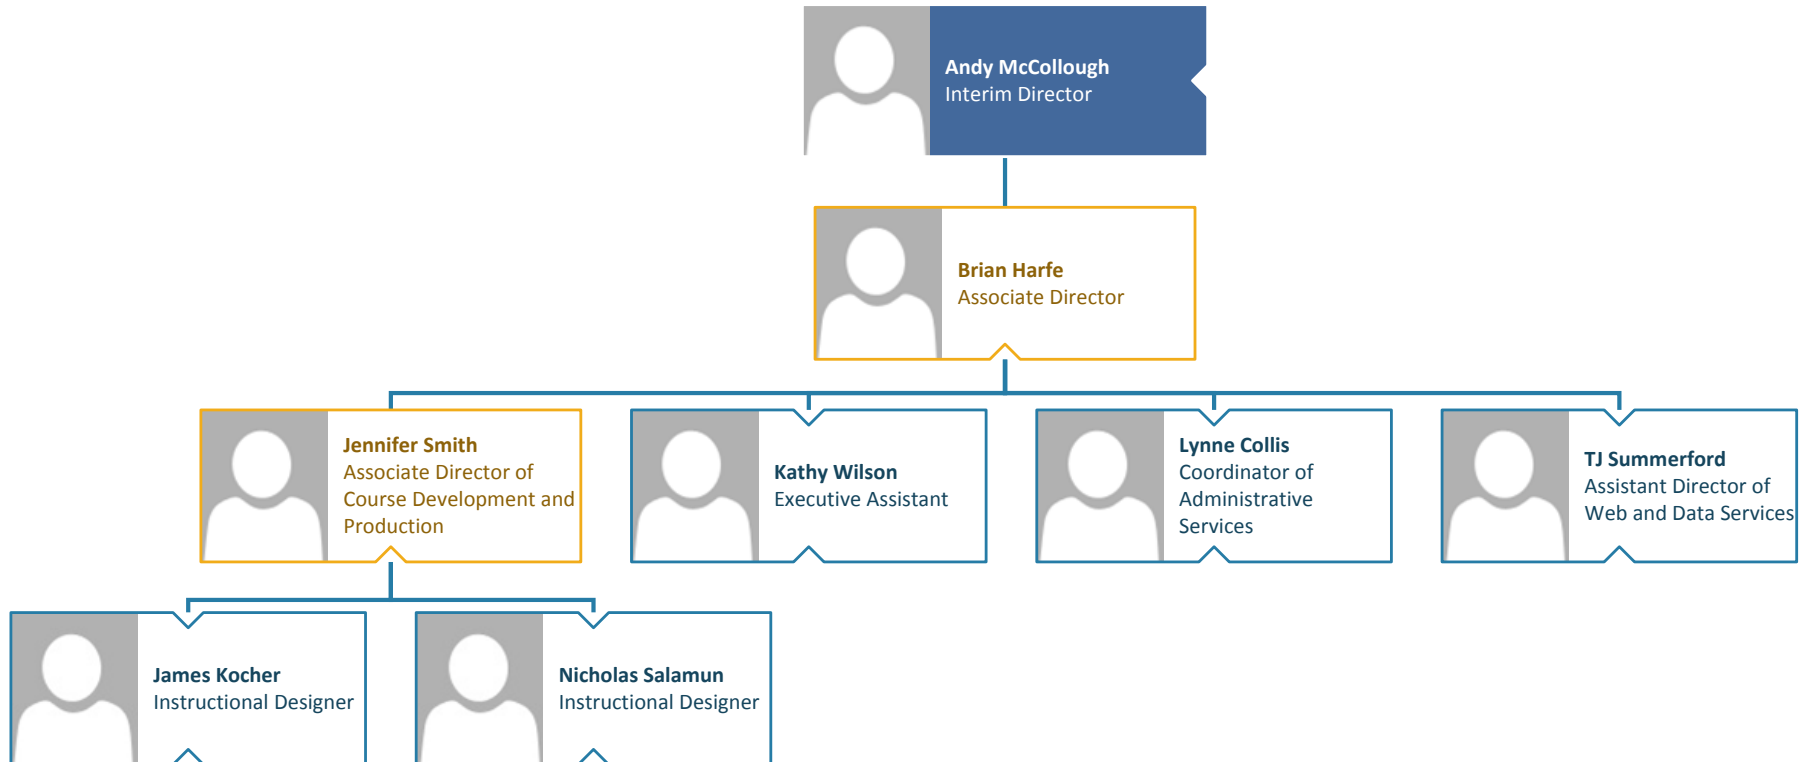 Andy McCollough
Interim Director
Brian Harfe
Associate Director
Jennifer Smith
Associate Director of
Course Development and
Production
Kathy Wilson
Executive Assistant
Lynne Collis
Coordinator of
Administrative
Services
TJ Summerford
Assistant Director of
Web and Data Services
James Kocher
Instructional Designer
Nicholas Salamun
Instructional Designer